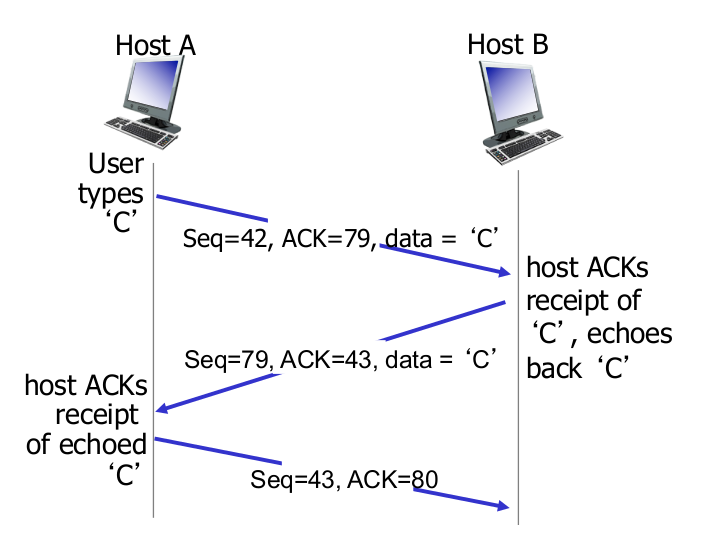 Host A
Host B
User
types
‘C’
Seq=42, ACK=79, data = ‘C’
host ACKs
receipt of
‘C’, echoes
back ‘C’
Seq=79, ACK=43, data = ‘C’
host ACKs
receipt
of echoed
‘C’
Seq=43, ACK=80